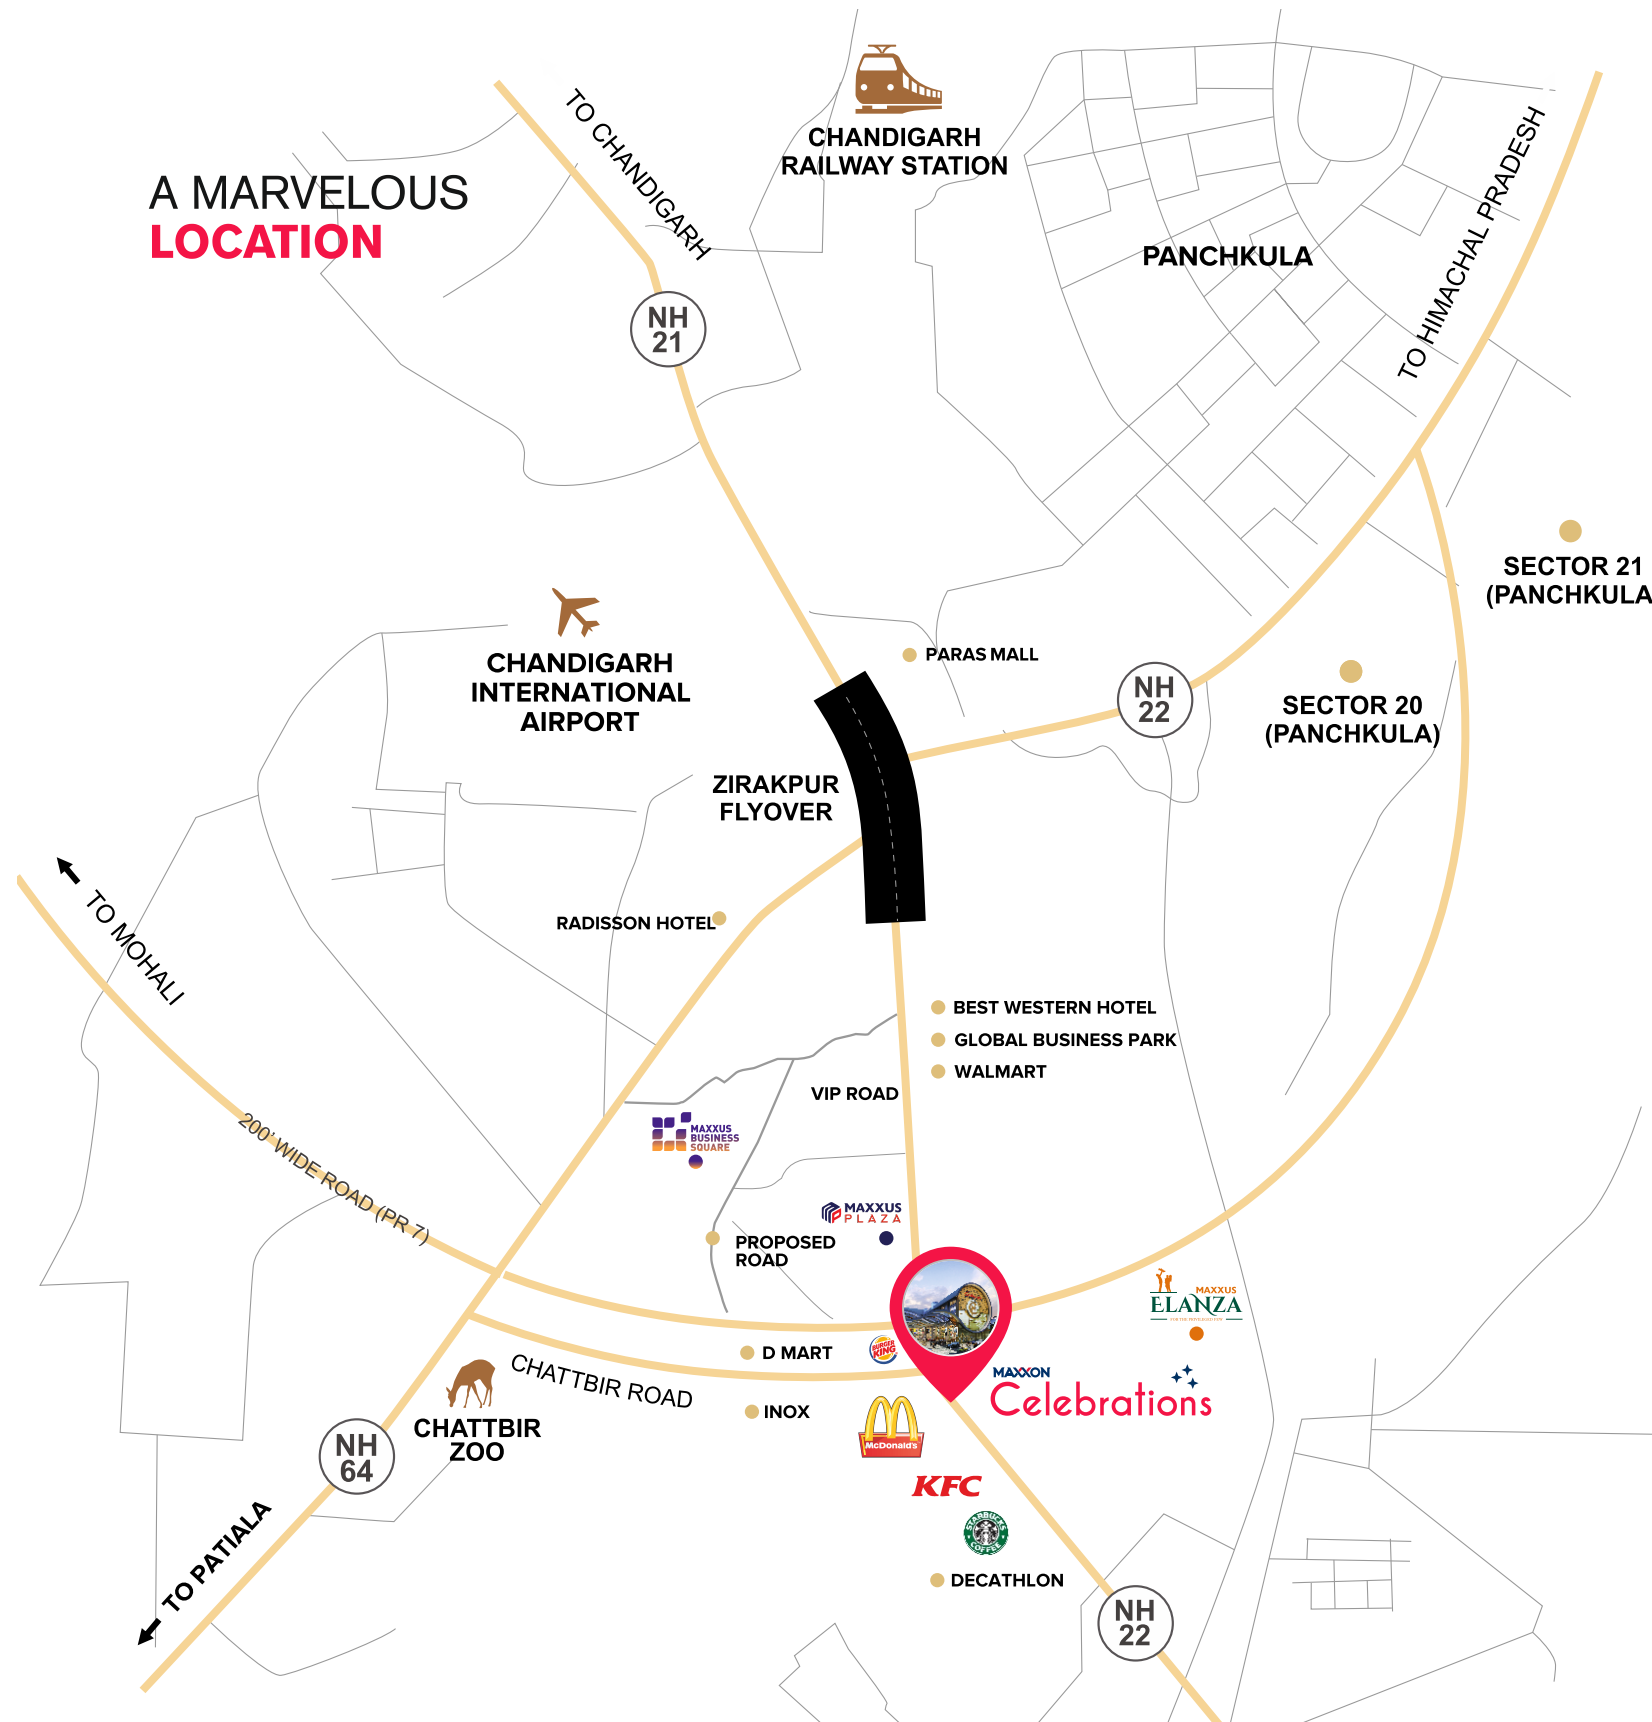 A MARVELOUS
LOCATION
TO CHANDIGARH
CHANDIGARH
RAILWAY STATION
PANCHKULA
TO HIMACHAL PRADESH
NH
21
SECTOR 21
(PANCHKULA
CHANDIGARH
INTERNATIONAL
AIRPORT
PARAS MALL
NH
22
SECTOR 20
(PANCHKULA)
ZIRAKPUR
FLYOVER
TO MOHALI
RADISSON HOTEL
BEST WESTERN HOTEL
GLOBAL BUSINESS PARK
WALMART
VIP ROAD
200' WIDE ROAD (PR 7)
MAXXUS
BUSINESS
SQUARE
MAXXUS
PLAZA
PROPOSED
ROAD
MAXXUS
ELANZA
D MART
BURGER
KING
CHATTBIR ROAD
MAXXON
Celebrations
INOX
McDonald's
CHATTBIR
ZOO
NH
64
KFC
STARBUCKS
COFFEE
TO PATIALA
DECATHLON
NH
22